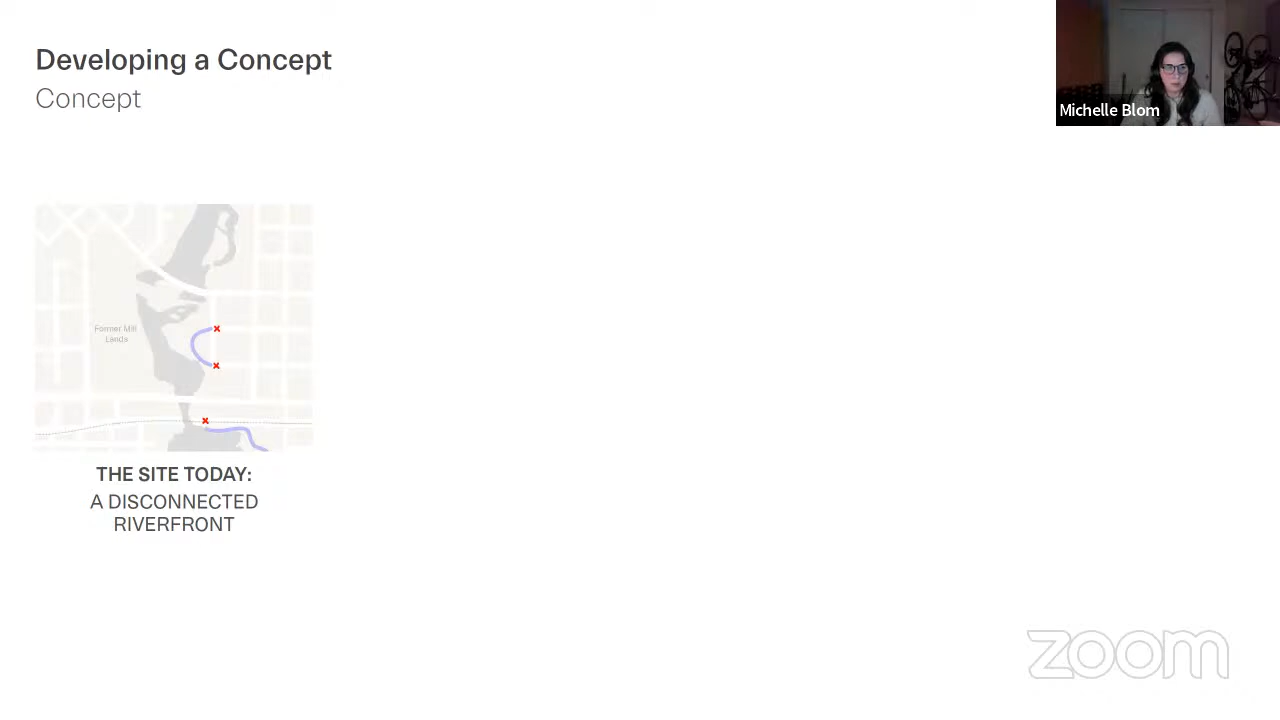 Developing a Concept
Concept
Michelle Blom
Former Mill
Lands
THE SITE TODAY:
A DISCONNECTED
RIVERFRONT
zoom